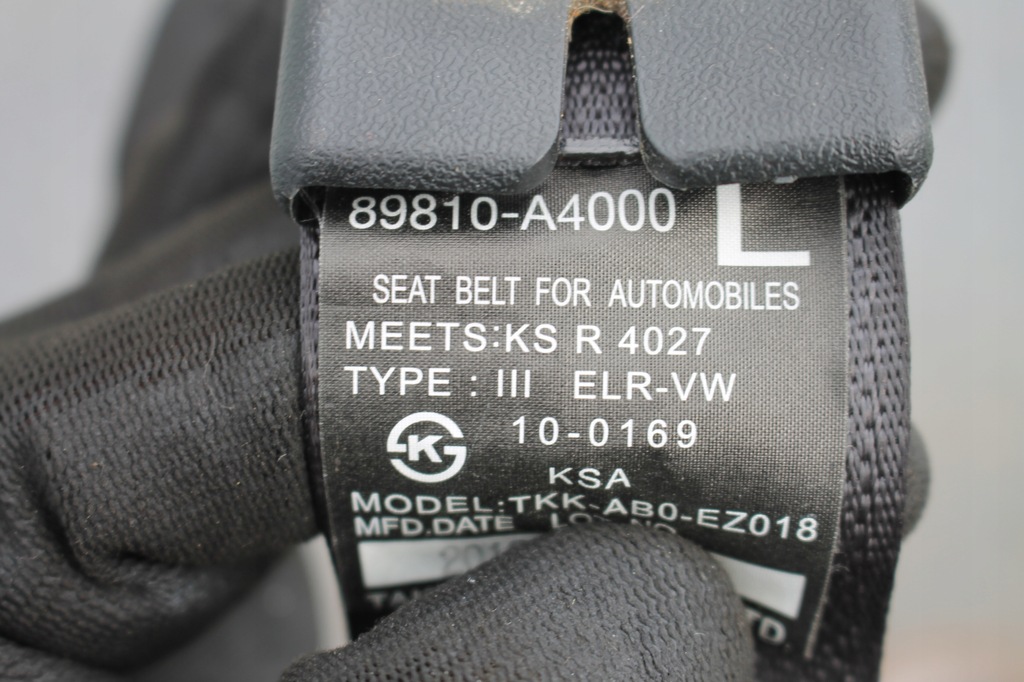 89810-A4000 L
SEAT BELT FOR AUTOMOBILES
MEETS:KS R 4027
TYPE : III ELR-VW
KS 10-0169
KSA
MODEL:TKK-AB0-EZ018
MFD.DATE